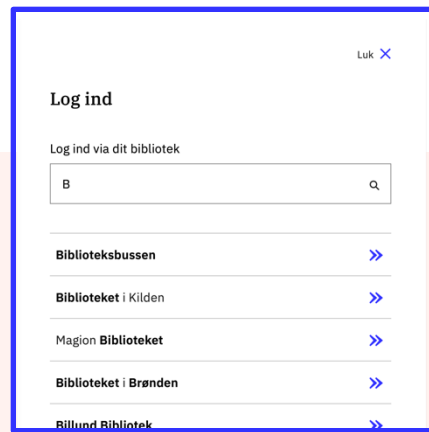 Luk
Log ind
Log ind via dit bibliotek
B
Biblioteksbussen
Biblioteket i Kilden
Magion Biblioteket
Biblioteket i Brønden
Billund Bibliotek